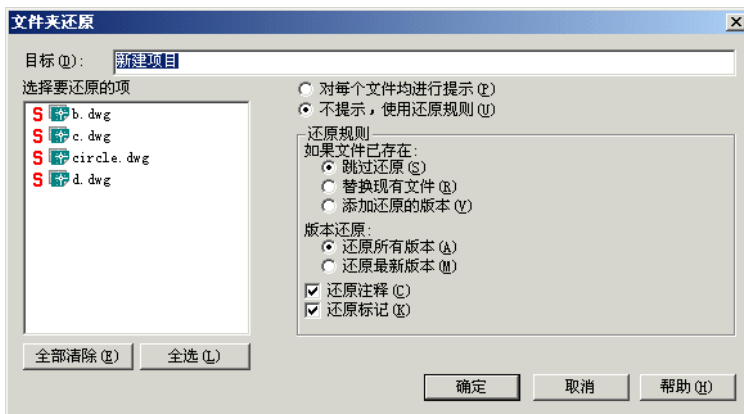 文件夹还原
目标(D): 新建项目
选择要还原的项
S b.dwg
S c.dwg
S circle.dwg
S d.dwg
全部清除(E) 全选(L)
对每个文件均进行提示(P)
不提示，使用还原规则(U)
还原规则
如果文件已存在:
跳过还原(S)
替换现有文件(R)
添加还原的版本(V)
版本还原:
还原所有版本(A)
还原最新版本(M)
还原注释(C)
还原标记(K)
确定 取消 帮助(H)